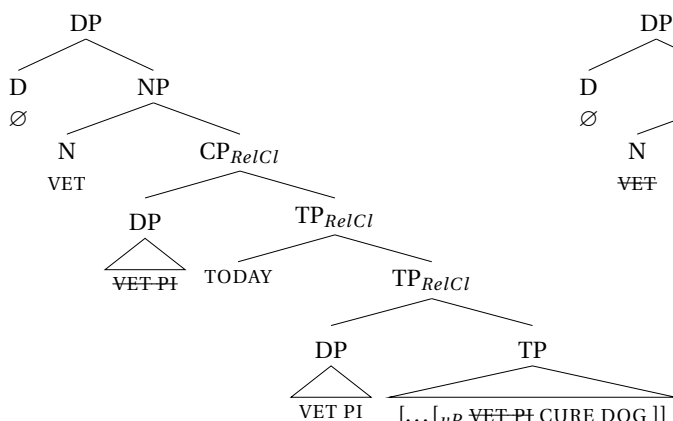 DP DP
D NP D
∅ ∅
N CP_RelCl N
VET VET
DP TP_RelCl
VET PI TODAY TP_RelCl
DP TP
VET PI [...[υP VET PI CURE DOG ]]